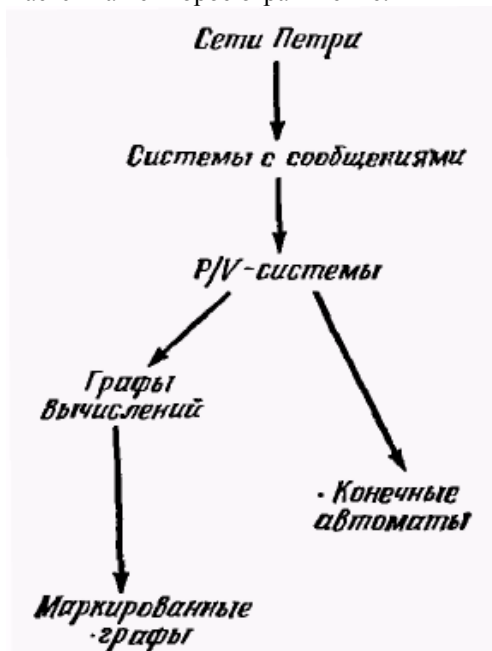 Сети Петри
Системы с сообщениями
P/V-системы
Графы
вычислений
Конечные
автоматы
Маркированные
графы